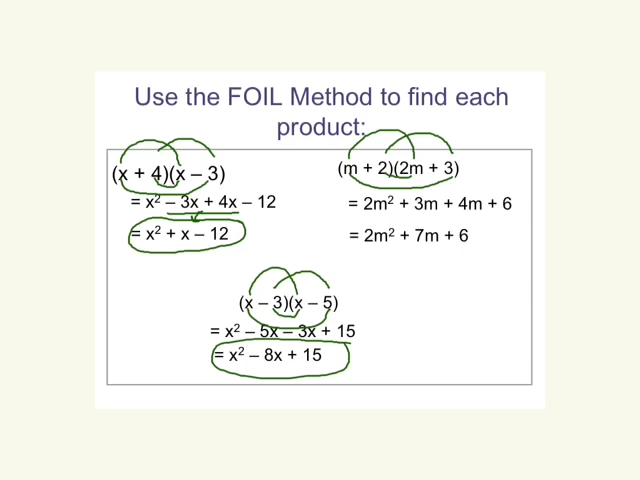 Use the FOIL Method to find each
product:
(x + 4)(x – 3)
= x² – 3x + 4x – 12
= x² + x – 12
(m + 2)(2m + 3)
= 2m² + 3m + 4m + 6
= 2m² + 7m + 6
(x – 3)(x – 5)
= x² – 5x – 3x + 15
= x² – 8x + 15